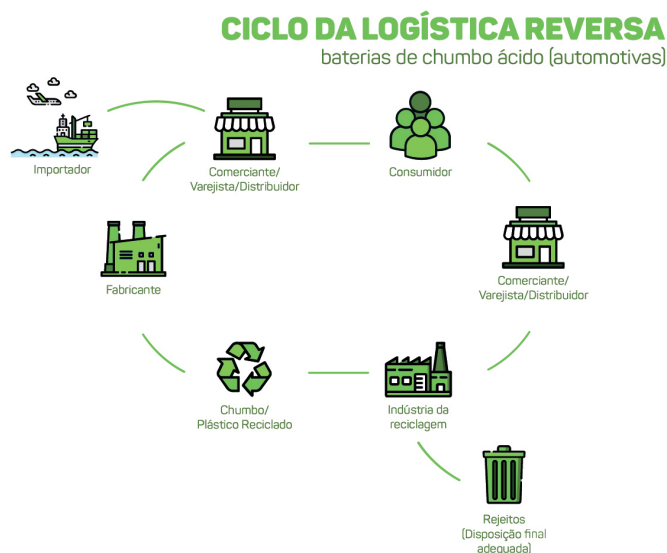 CICLO DA LOGÍSTICA REVERSA
baterias de chumbo ácido (automotivas)
Importador
Comerciante/
Varejista/Distribuidor
Consumidor
Comerciante/
Varejista/Distribuidor
Fabricante
Chumbo/
Plástico Reciclado
Indústria da
reciclagem
Rejeitos
(Disposição final
adequada)